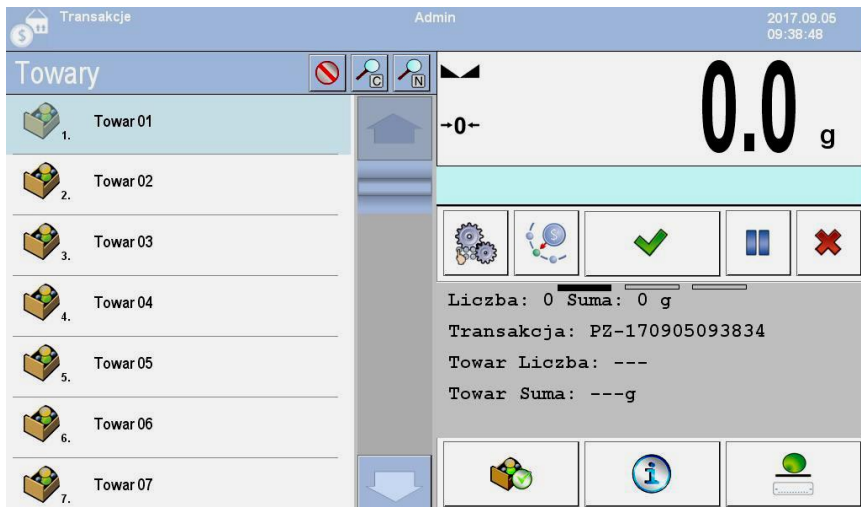 Transakcje
Admin
2017.09.05
09:38:48
Towary
C
N
1. Towar 01
2. Towar 02
3. Towar 03
4. Towar 04
5. Towar 05
6. Towar 06
7. Towar 07
→0←
0.0 g
Liczba: 0 Suma: 0 g
Transakcja: PZ-170905093834
Towar Liczba: ---
Towar Suma: ---g